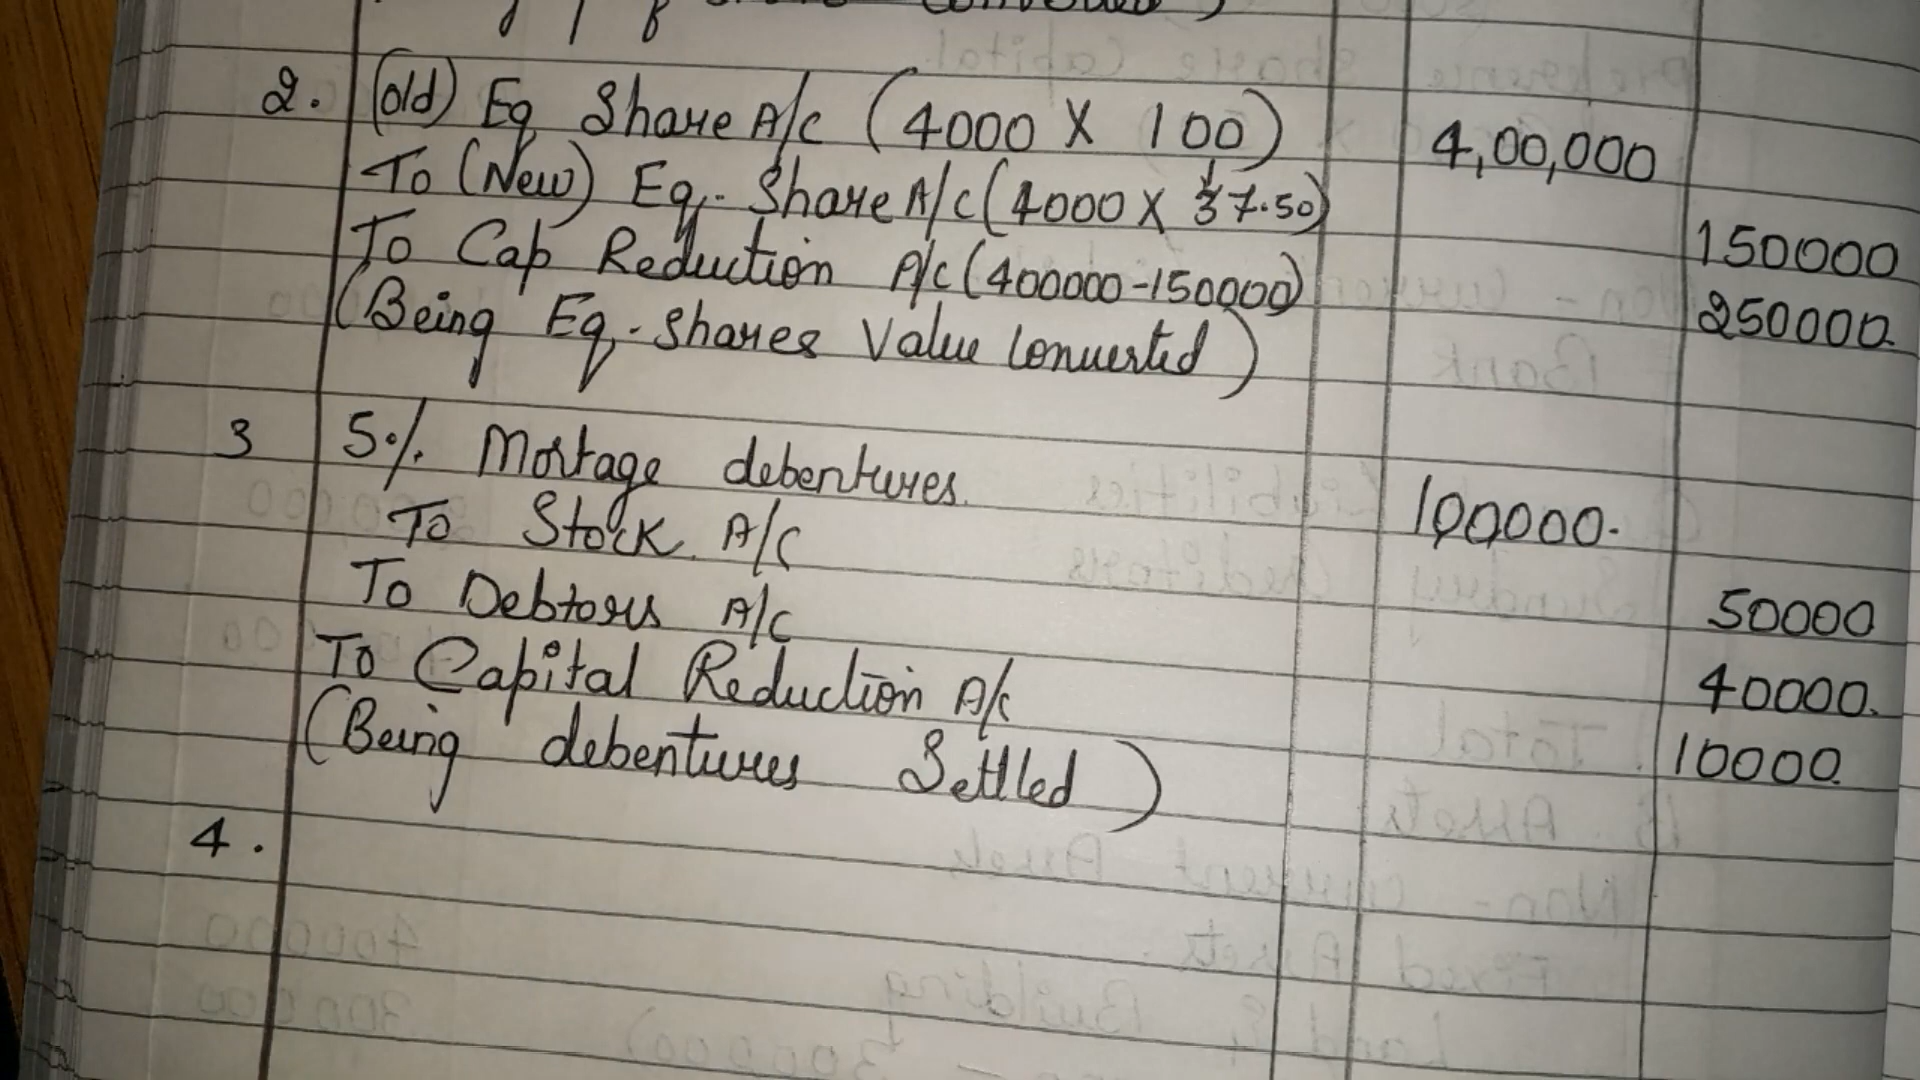 2. (old) Eq Share A/c (4000 X 100) 4,00,000
To (New) Eq. Share A/c (4000 X 37.50) 150000
To Cap Reduction A/c (400000-150000) 250000
(Being Eq. Shares Value Converted)
3 5% Mortage debentures 100000.
To Stock A/c 50000
To Debtors A/c 40000.
To Capital Reduction A/c 10000
(Being debentures Settled)
4.